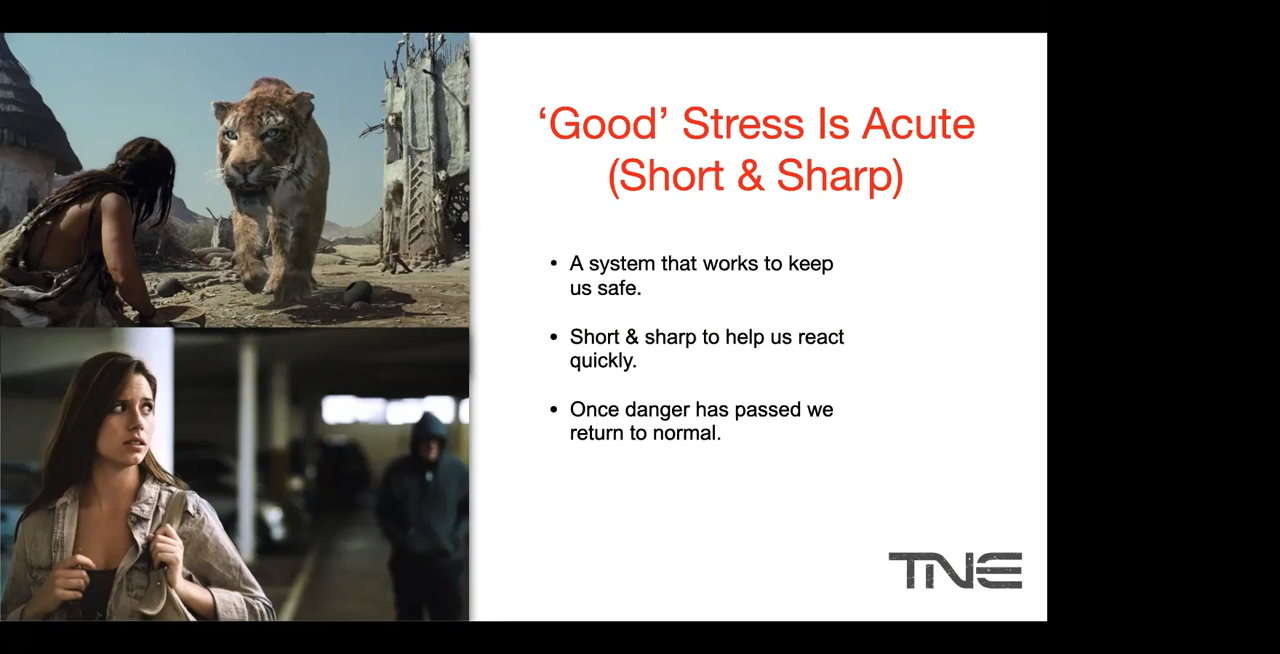 ‘Good’ Stress Is Acute
(Short & Sharp)
• A system that works to keep
us safe.
• Short & sharp to help us react
quickly.
• Once danger has passed we
return to normal.
TNE